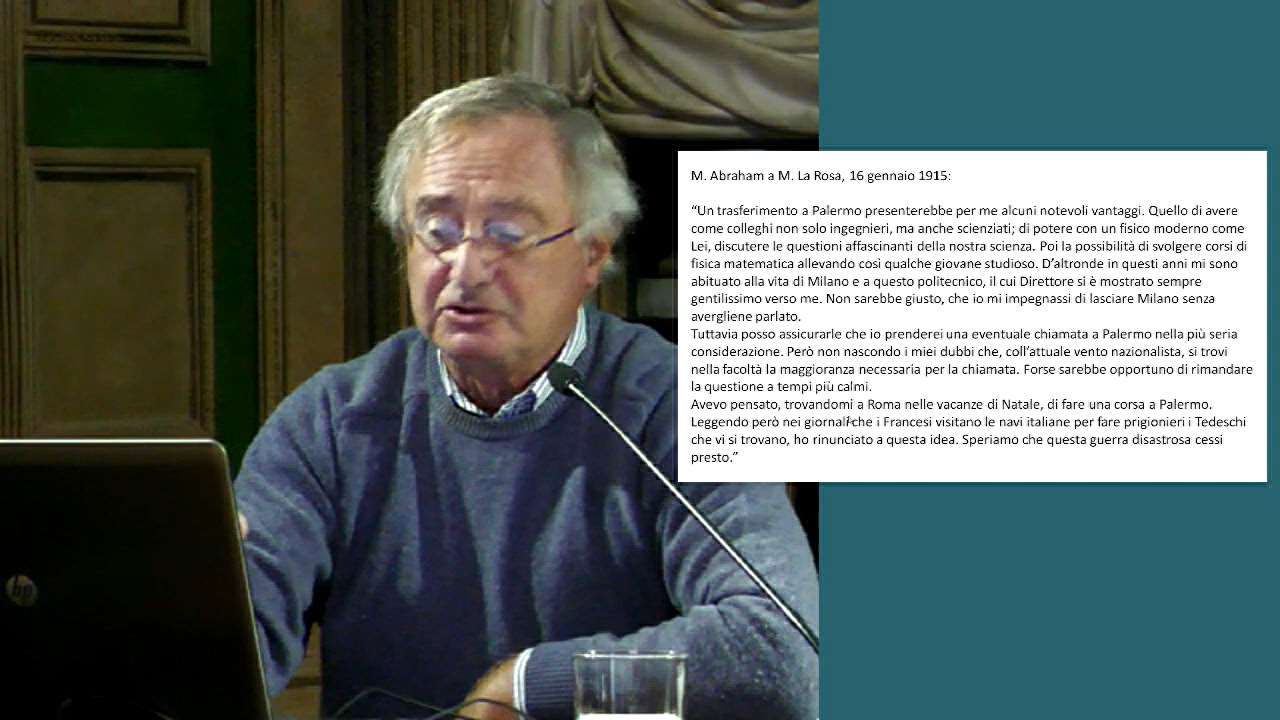 M. Abraham a M. La Rosa, 16 gennaio 1915:
“Un trasferimento a Palermo presenterebbe per me alcuni notevoli vantaggi. Quello di avere
come colleghi non solo ingegnieri, ma anche scienziati; di potere con un fisico moderno come
Lei, discutere le questioni affascinanti della nostra scienza. Poi la possibilità di svolgere corsi di
fisica matematica allevando così qualche giovane studioso. D’altronde in questi anni mi sono
abituato alla vita di Milano e a questo politecnico, il cui Direttore si è mostrato sempre
gentilissimo verso me. Non sarebbe giusto, che io mi impegnassi di lasciare Milano senza
avergliene parlato.
Tuttavia posso assicurarle che io prenderei una eventuale chiamata a Palermo nella più seria
considerazione. Però non nascondo i miei dubbi che, coll’attuale vento nazionalista, si trovi
nella facoltà la maggioranza necessaria per la chiamata. Forse sarebbe opportuno di rimandare
la questione a tempi più calmi.
Avevo pensato, trovandomi a Roma nelle vacanze di Natale, di fare una corsa a Palermo.
Leggendo però nei giornali che i Francesi visitano le navi italiane per fare prigionieri i Tedeschi
che vi si trovano, ho rinunciato a questa idea. Speriamo che questa guerra disastrosa cessi
presto.”
hp